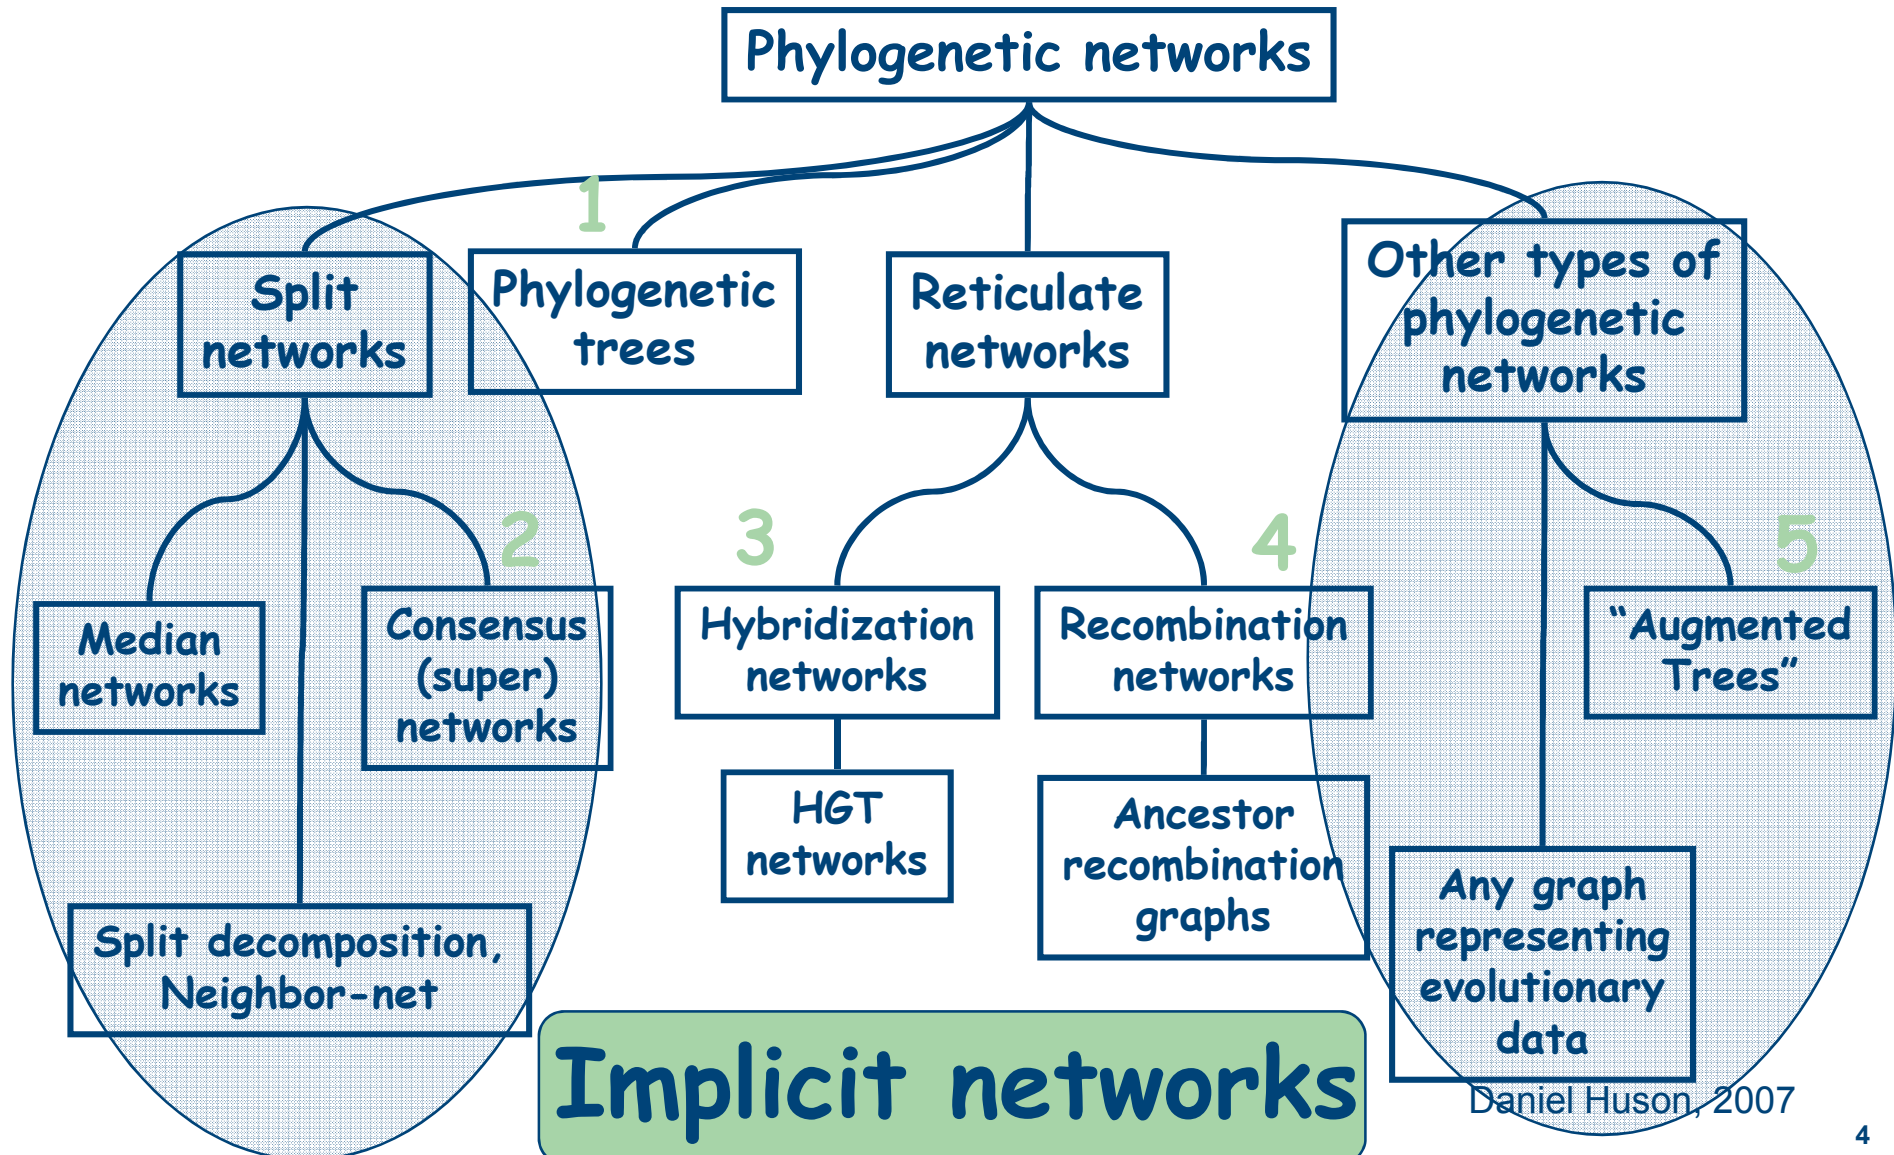 Phylogenetic networks
1
Split
networks
Phylogenetic
trees
Reticulate
networks
Other types of
phylogenetic
networks
2
3
4
5
Median
networks
Consensus
(super)
networks
Hybridization
networks
Recombination
networks
“Augmented
Trees”
HGT
networks
Ancestor
recombination
graphs
Any graph
representing
evolutionary
data
Split decomposition,
Neighbor-net
Implicit networks
Daniel Huson, 2007
4